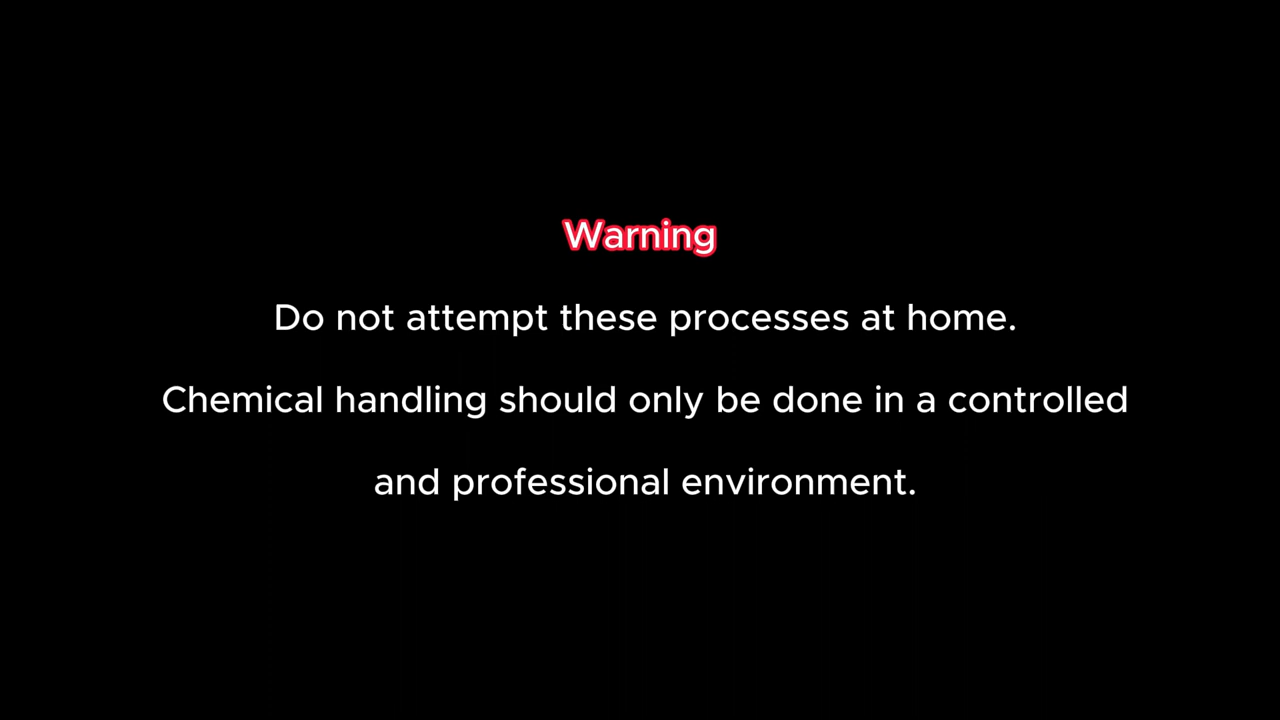 Warning
Do not attempt these processes at home.
Chemical handling should only be done in a controlled
and professional environment.